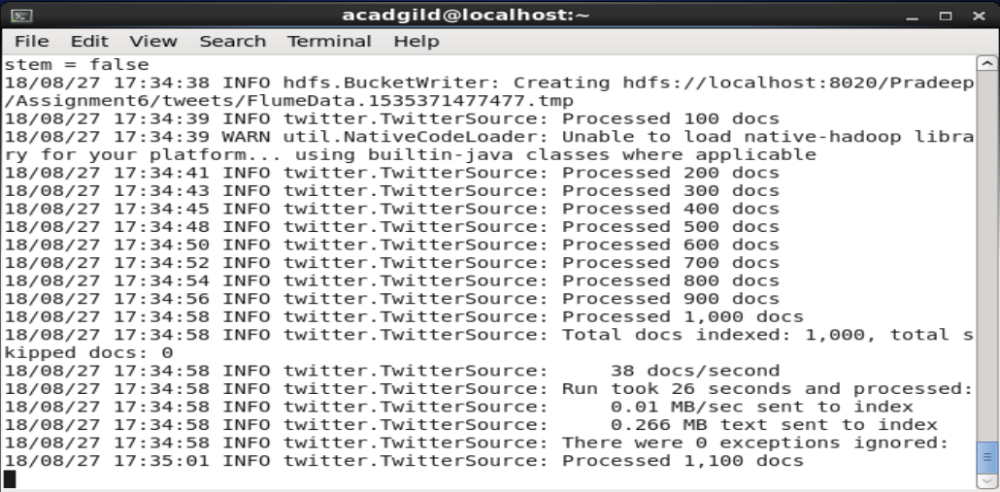 acadgild@localhost:~
File Edit View Search Terminal Help
stem = false
18/08/27 17:34:38 INFO hdfs.BucketWriter: Creating hdfs://localhost:8020/Pradeep
/Assignment6/tweets/FlumeData.1535371477477.tmp
18/08/27 17:34:39 INFO twitter.TwitterSource: Processed 100 docs
18/08/27 17:34:39 WARN util.NativeCodeLoader: Unable to load native-hadoop libra
ry for your platform... using builtin-java classes where applicable
18/08/27 17:34:41 INFO twitter.TwitterSource: Processed 200 docs
18/08/27 17:34:43 INFO twitter.TwitterSource: Processed 300 docs
18/08/27 17:34:45 INFO twitter.TwitterSource: Processed 400 docs
18/08/27 17:34:48 INFO twitter.TwitterSource: Processed 500 docs
18/08/27 17:34:50 INFO twitter.TwitterSource: Processed 600 docs
18/08/27 17:34:52 INFO twitter.TwitterSource: Processed 700 docs
18/08/27 17:34:54 INFO twitter.TwitterSource: Processed 800 docs
18/08/27 17:34:56 INFO twitter.TwitterSource: Processed 900 docs
18/08/27 17:34:58 INFO twitter.TwitterSource: Processed 1,000 docs
18/08/27 17:34:58 INFO twitter.TwitterSource: Total docs indexed: 1,000, total s
kipped docs: 0
18/08/27 17:34:58 INFO twitter.TwitterSource:     38 docs/second
18/08/27 17:34:58 INFO twitter.TwitterSource: Run took 26 seconds and processed:
18/08/27 17:34:58 INFO twitter.TwitterSource:     0.01 MB/sec sent to index
18/08/27 17:34:58 INFO twitter.TwitterSource:     0.266 MB text sent to index
18/08/27 17:34:58 INFO twitter.TwitterSource: There were 0 exceptions ignored:
18/08/27 17:35:01 INFO twitter.TwitterSource: Processed 1,100 docs